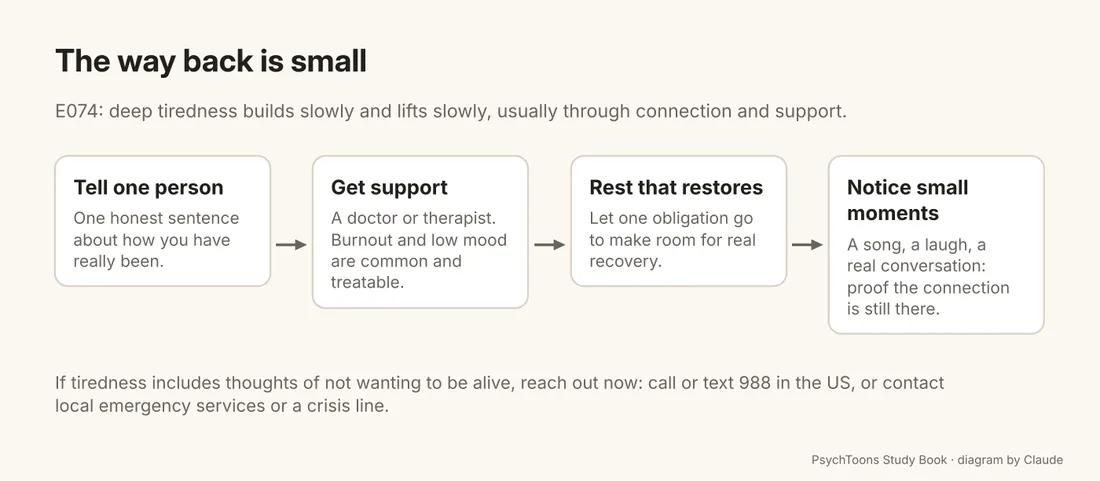 The way back is small
E074: deep tiredness builds slowly and lifts slowly, usually through connection and support.
Tell one person
One honest sentence
about how you have
really been.
Get support
A doctor or therapist.
Burnout and low mood
are common and
treatable.
Rest that restores
Let one obligation go
to make room for real
recovery.
Notice small
moments
A song, a laugh, a
real conversation:
proof the connection
is still there.
If tiredness includes thoughts of not wanting to be alive, reach out now: call or text 988 in the US, or contact
local emergency services or a crisis line.
PsychToons Study Book · diagram by Claude